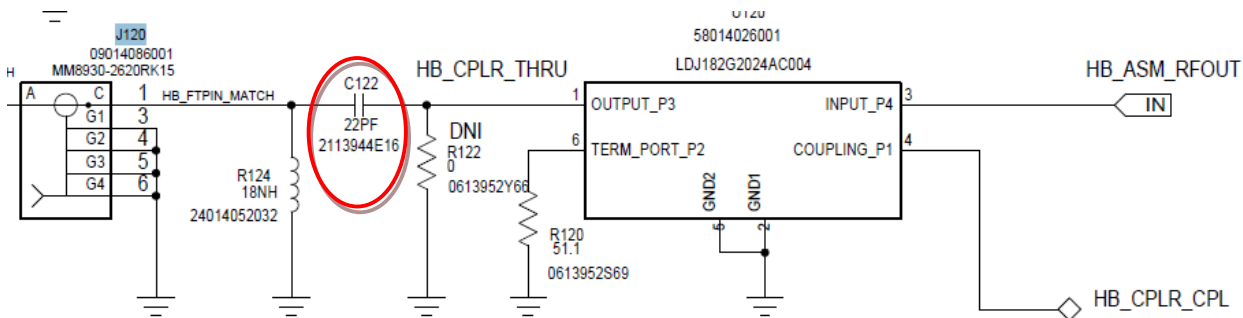 J120
09014086001
MM8930-2620RK15
A
C
1
G1
3
G2
4
G3
5
G4
6
HB_FTPIN_MATCH
R124
18NH
24014052032
C122
22PF
2113944E16
HB_CPLR_THRU
DNI
R122
0
0613952Y66
58014026001
LDJ182G2024AC004
1
OUTPUT_P3
INPUT_P4
3
6
TERM_PORT_P2
COUPLING_P1
4
GND2
GND1
5
2
R120
51.1
0613952S69
HB_ASM_RFOUT
IN
HB_CPLR_CPL